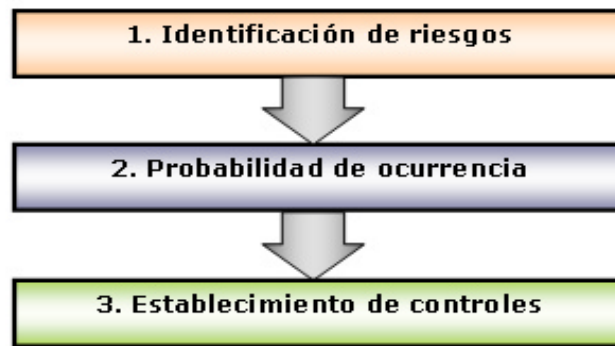 1. Identificación de riesgos
2. Probabilidad de ocurrencia
3. Establecimiento de controles